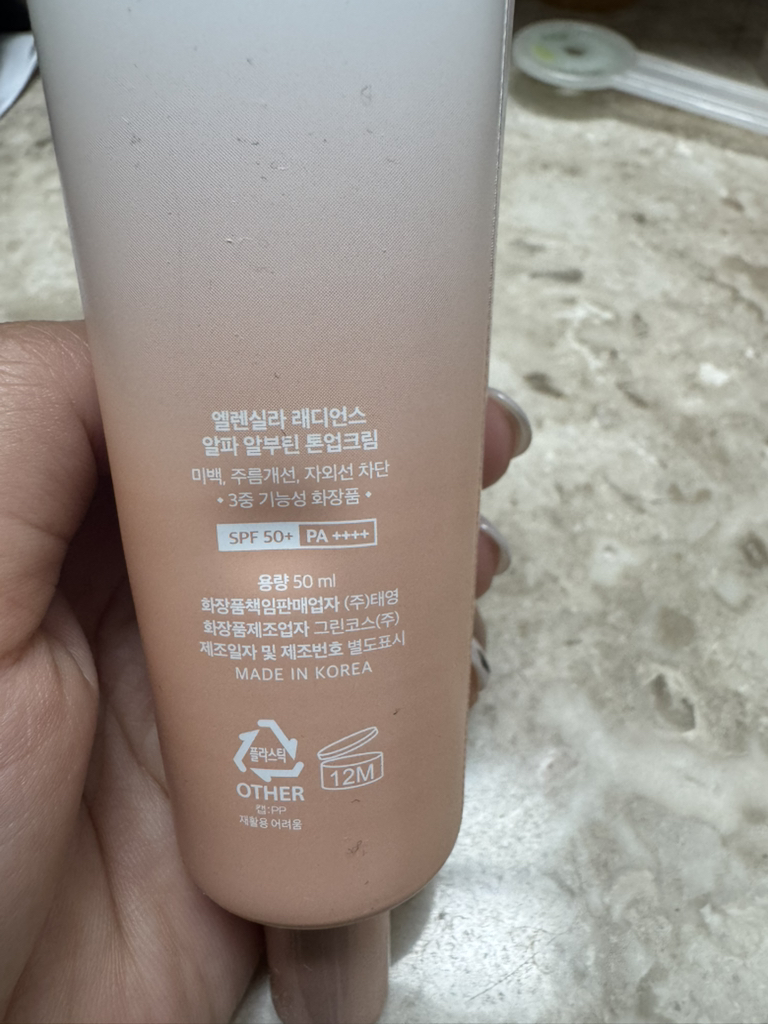 엘렌실라 래디언스
알파 알부틴 톤업크림
미백, 주름개선, 자외선 차단
• 3중 기능성 화장품 •
SPF 50+ PA ++++
용량 50 ml
화장품책임판매업자 (주)태영
화장품제조업자 그린코스(주)
제조일자 및 제조번호 별도표시
MADE IN KOREA
플라스틱
12M
OTHER
캡:PP
재활용 어려움